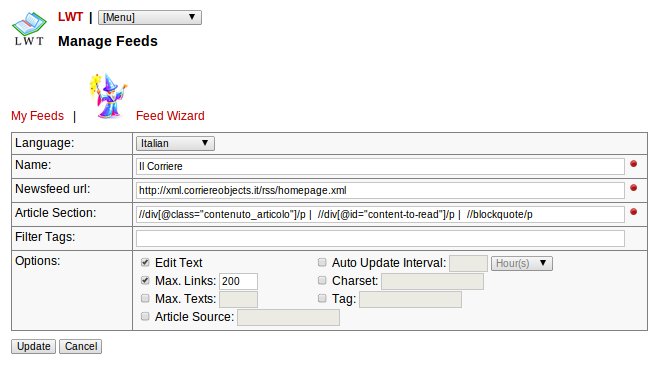 LWT | [Menu]
LWT
Manage Feeds
My Feeds | Feed Wizard
Language: Italian
Name: Il Corriere
Newsfeed url: http://xml.corriereobjects.it/rss/homepage.xml
Article Section: //div[@class="contenuto_articolo"]/p | //div[@id="content-to-read"]/p | //blockquote/p
Filter Tags:
Options: Edit Text Auto Update Interval: Hour(s)
Max. Links: 200 Charset:
Max. Texts: Tag:
Article Source:
Update Cancel